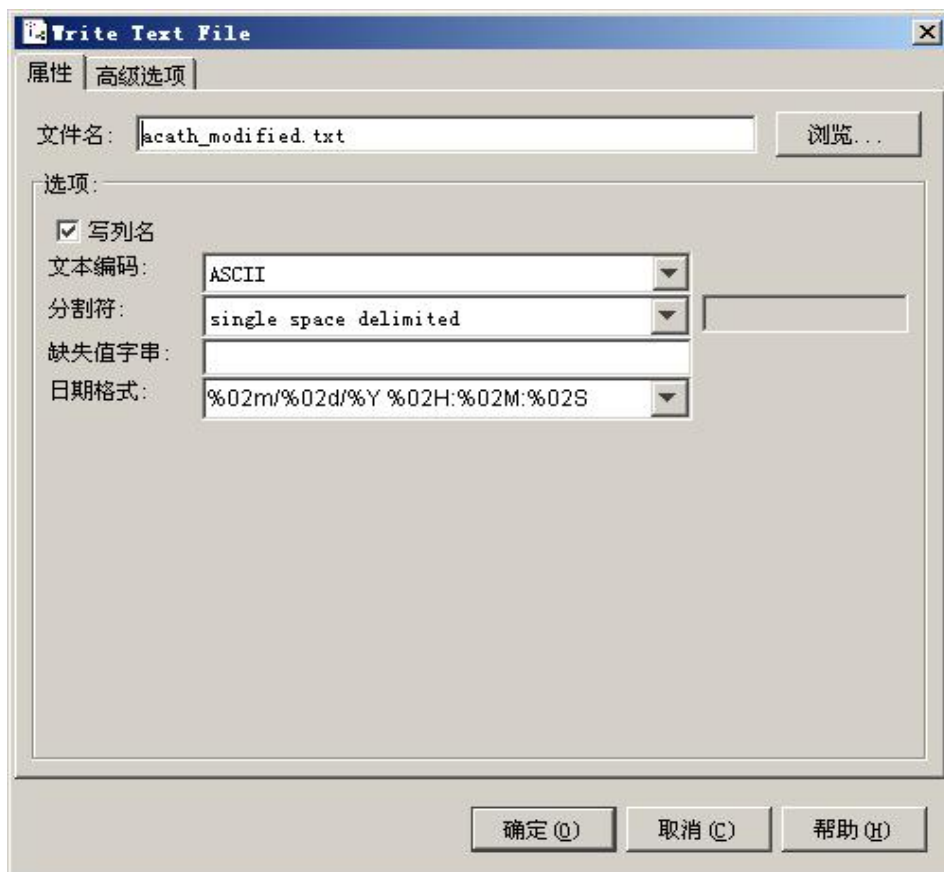 Write Text File
属性 高级选项
文件名: acath_modified.txt 浏览...
选项:
写列名
文本编码: ASCII
分割符: single space delimited
缺失值字串:
日期格式: %02m/%02d/%Y %02H:%02M:%02S
确定(O) 取消(C) 帮助(H)